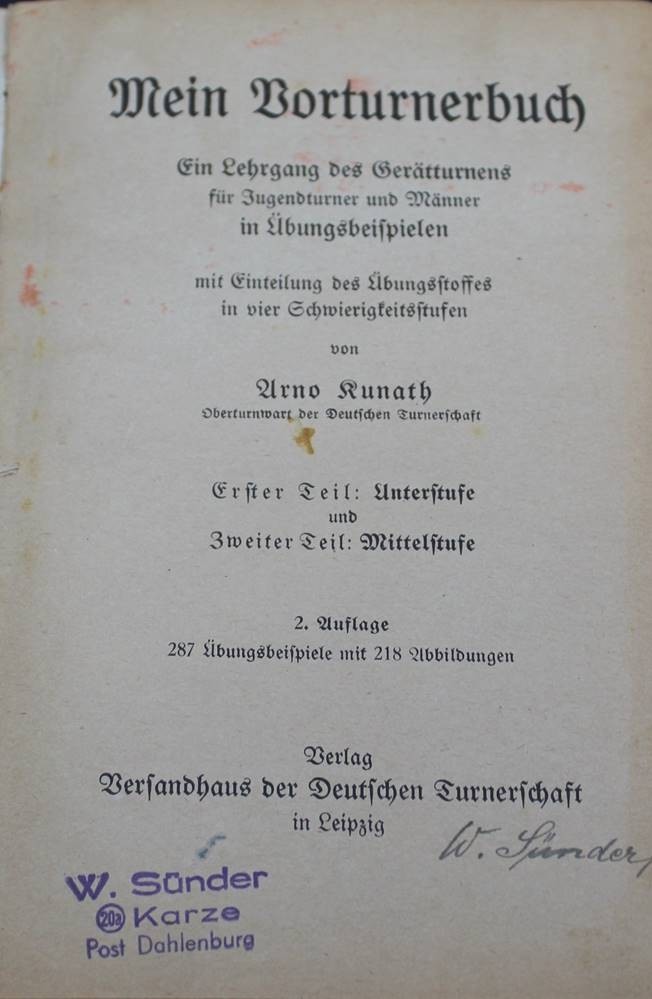 Mein Vorturnerbuch
Ein Lehrgang des Gerätturnens
für Jugendturner und Männer
in Übungsbeiſpielen
mit Einteilung des Übungsſtoffes
in vier Schwierigkeitsſtufen
von
Arno Kunath
Oberturnwart der Deutſchen Turnerſchaft
Erſter Teil: Unterſtufe
und
Zweiter Teil: Mittelſtufe
2. Auflage
287 Übungsbeiſpiele mit 218 Abbildungen
Verlag
Verſandhaus der Deutſchen Turnerſchaft
in Leipzig
W. Sünder,
W. Sünder
20a Karze
Post Dahlenburg